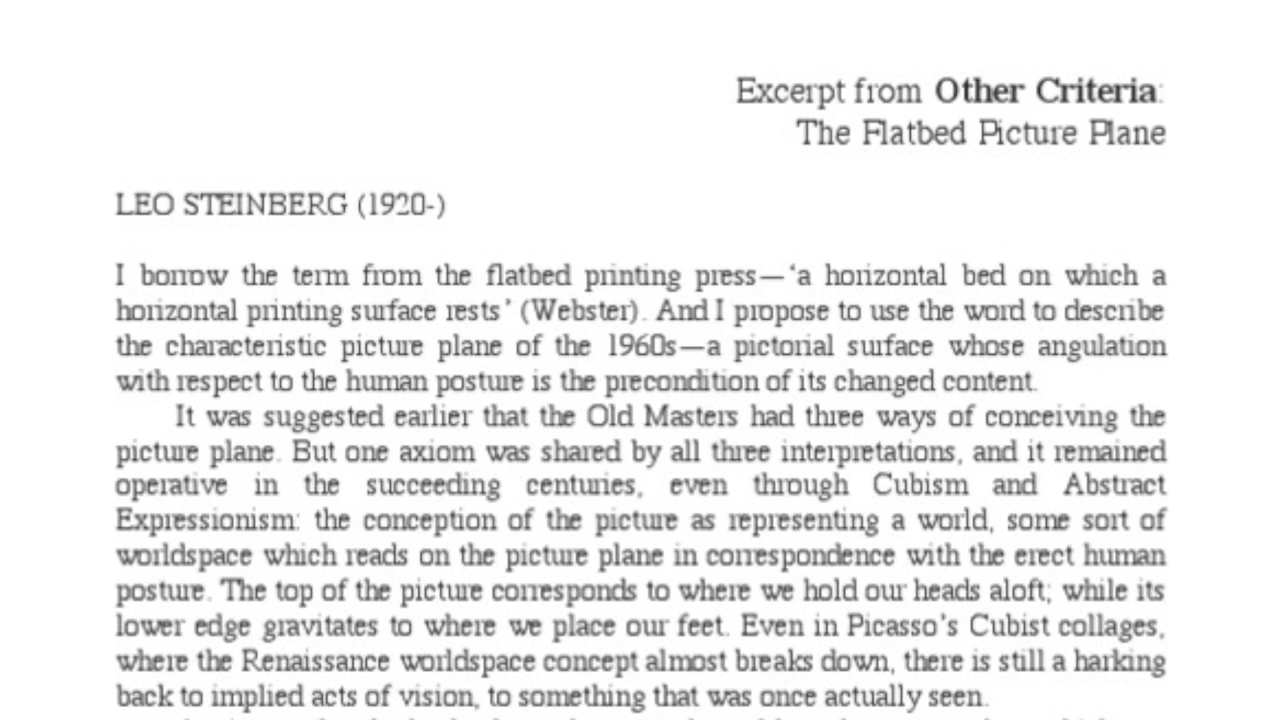 Excerpt from Other Criteria:
The Flatbed Picture Plane
LEO STEINBERG (1920-)
I borrow the term from the flatbed printing press—‘a horizontal bed on which a
horizontal printing surface rests’ (Webster). And I propose to use the word to describe
the characteristic picture plane of the 1960s—a pictorial surface whose angulation
with respect to the human posture is the precondition of its changed content.
It was suggested earlier that the Old Masters had three ways of conceiving the
picture plane. But one axiom was shared by all three interpretations, and it remained
operative in the succeeding centuries, even through Cubism and Abstract
Expressionism: the conception of the picture as representing a world, some sort of
worldspace which reads on the picture plane in correspondence with the erect human
posture. The top of the picture corresponds to where we hold our heads aloft; while its
lower edge gravitates to where we place our feet. Even in Picasso’s Cubist collages,
where the Renaissance worldspace concept almost breaks down, there is still a harking
back to implied acts of vision, to something that was once actually seen.